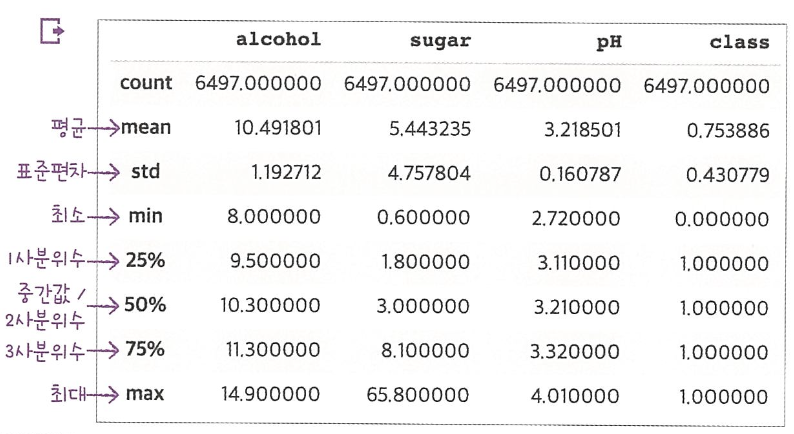 alcohol sugar pH class
count 6497.000000 6497.000000 6497.000000 6497.000000
평균 mean 10.491801 5.443235 3.218501 0.753886
표준편차 std 1.192712 4.757804 0.160787 0.430779
최소 min 8.000000 0.600000 2.720000 0.000000
1사분위수 25% 9.500000 1.800000 3.110000 1.000000
중간값 /
2사분위수 50% 10.300000 3.000000 3.210000 1.000000
3사분위수 75% 11.300000 8.100000 3.320000 1.000000
최대 max 14.900000 65.800000 4.010000 1.000000